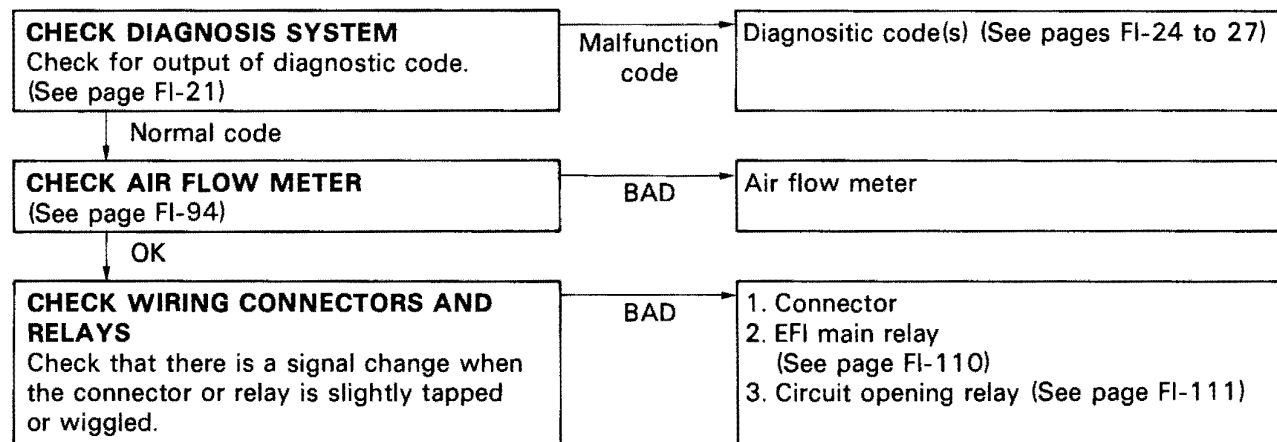 CHECK DIAGNOSIS SYSTEM
Check for output of diagnostic code.
(See page FI-21)
Malfunction
code
Diagnositic code(s) (See pages FI-24 to 27)
Normal code
CHECK AIR FLOW METER
(See page FI-94)
BAD
Air flow meter
OK
CHECK WIRING CONNECTORS AND
RELAYS
Check that there is a signal change when
the connector or relay is slightly tapped
or wiggled.
BAD
1. Connector
2. EFI main relay
(See page FI-110)
3. Circuit opening relay (See page FI-111)